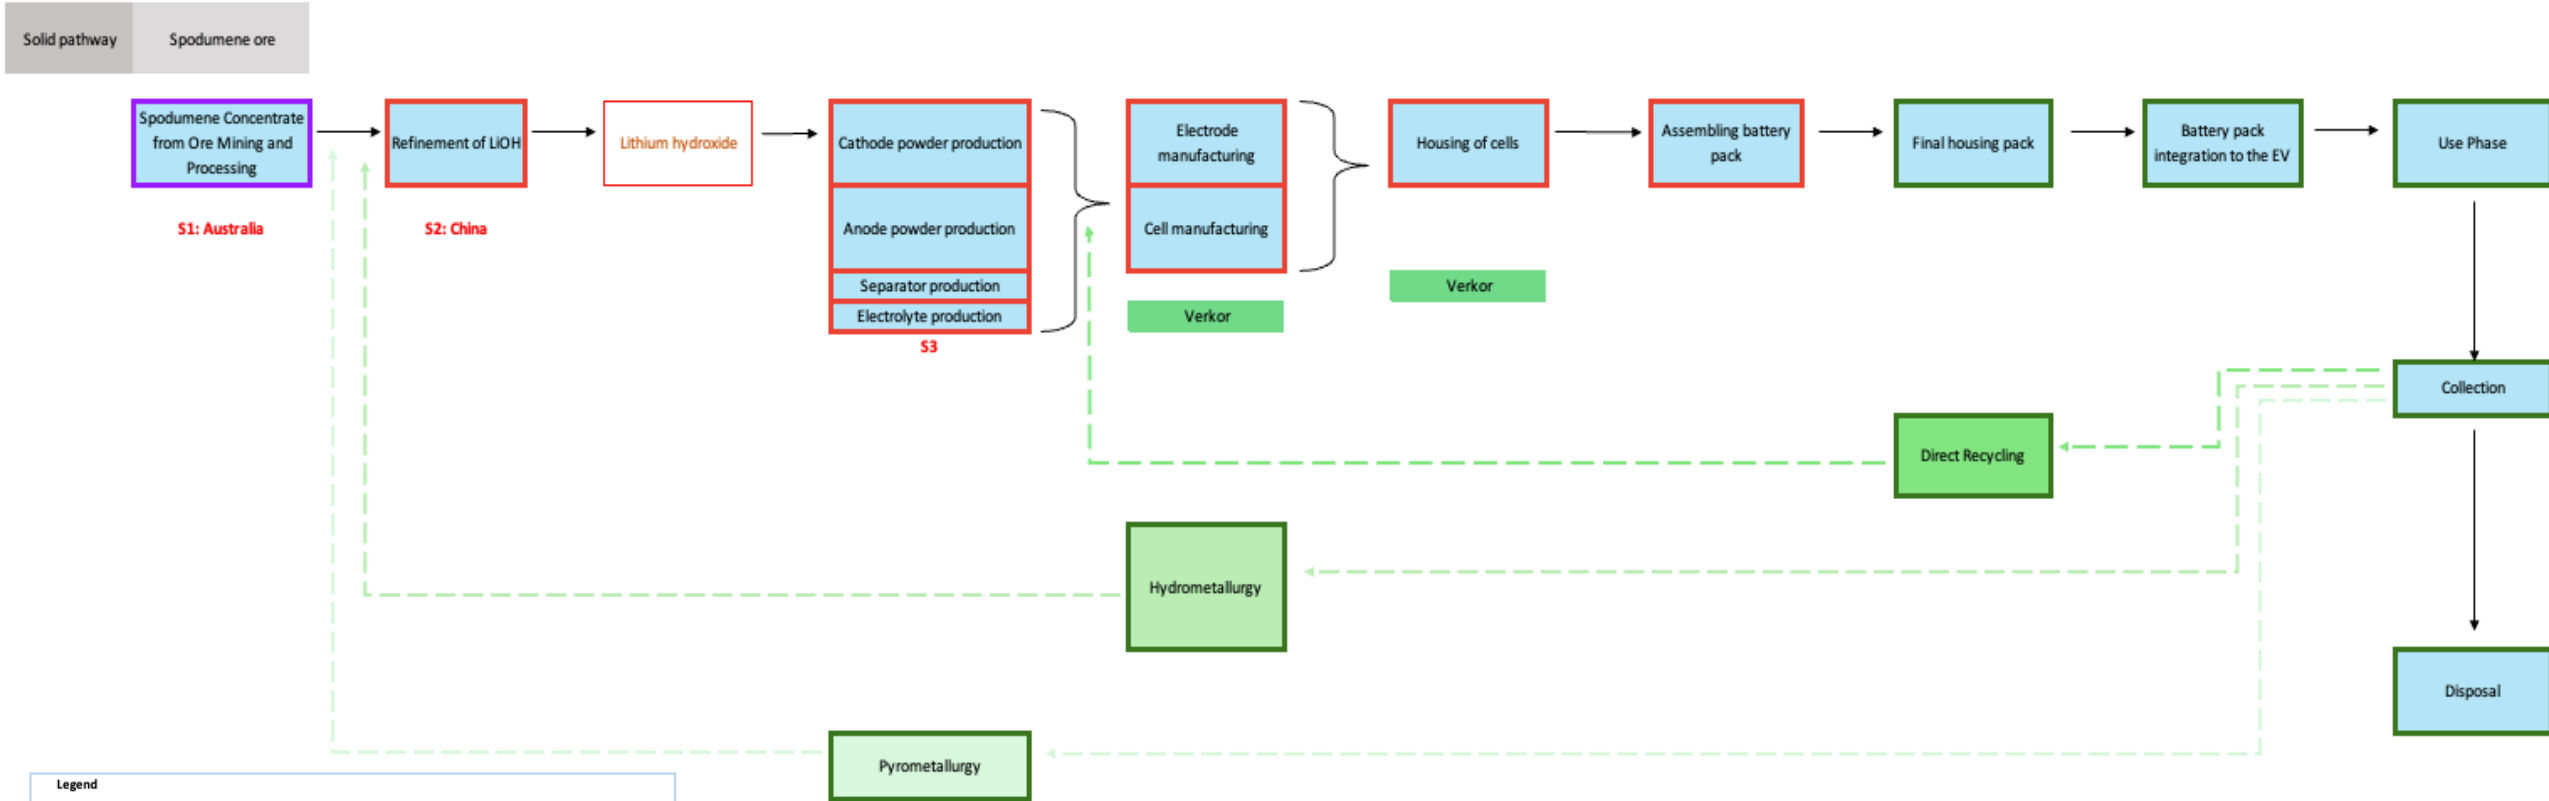 Solid pathway
Spodumene ore
Spodumene Concentrate
from Ore Mining and
Processing
Refinement of LiOH
Lithium hydroxide
Cathode powder production
Electrode
manufacturing
Housing of cells
Assembling battery
pack
Final housing pack
Battery pack
integration to the EV
Use Phase
S1: Australia
S2: China
Anode powder production
Cell manufacturing
Separator production
Verkor
Electrolyte production
Verkor
S3
Collection
Direct Recycling
Hydrometallurgy
Disposal
Pyrometallurgy
Legend